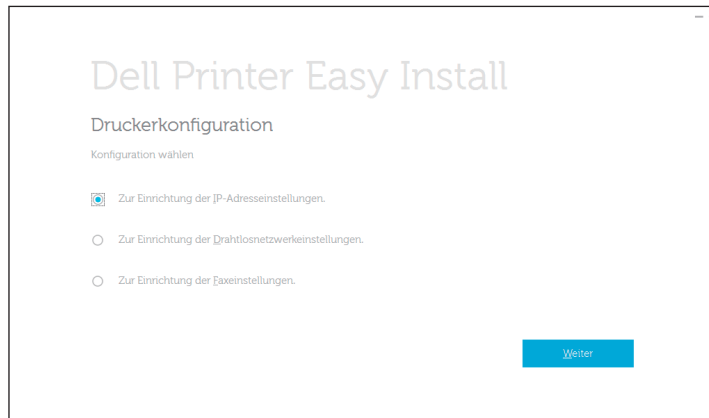 Dell Printer Easy Install
Druckerkonfiguration
Konfiguration wählen
Zur Einrichtung der IP-Adresseinstellungen.
Zur Einrichtung der Drahtlosnetzwerkeinstellungen.
Zur Einrichtung der Faxeinstellungen.
Weiter